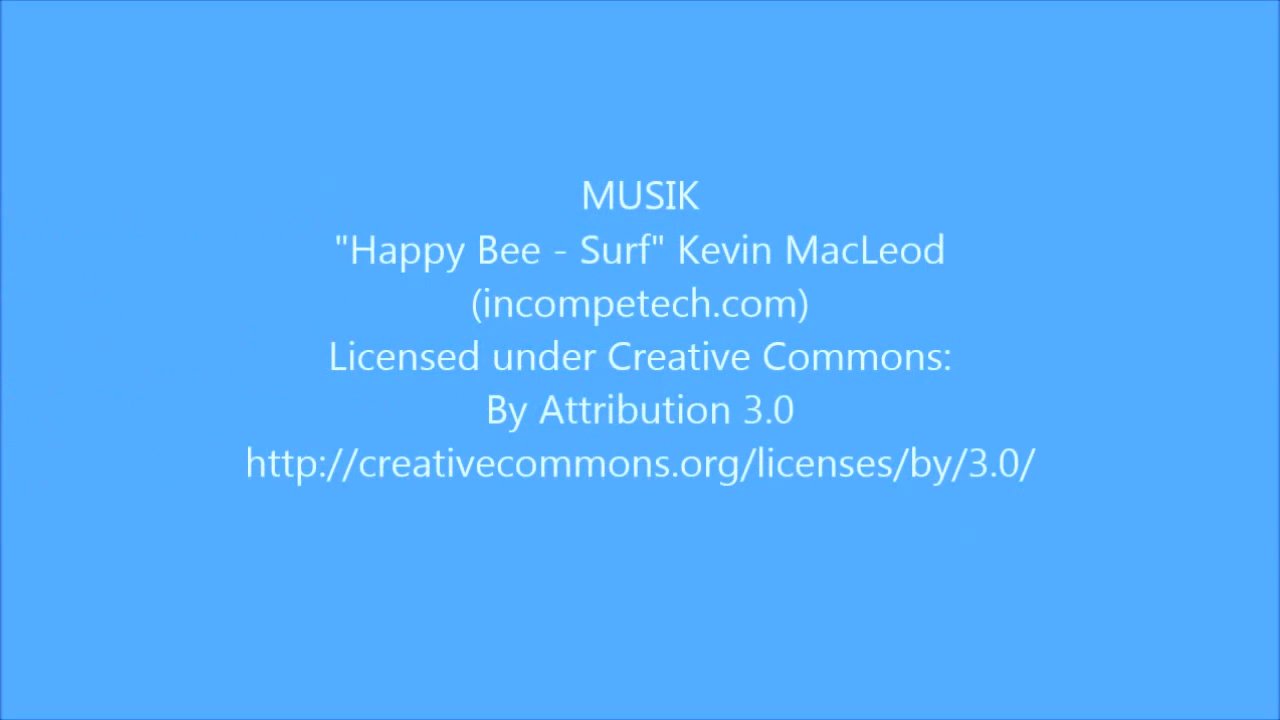 MUSIK
"Happy Bee - Surf" Kevin MacLeod
(incompetech.com)
Licensed under Creative Commons:
By Attribution 3.0
http://creativecommons.org/licenses/by/3.0/